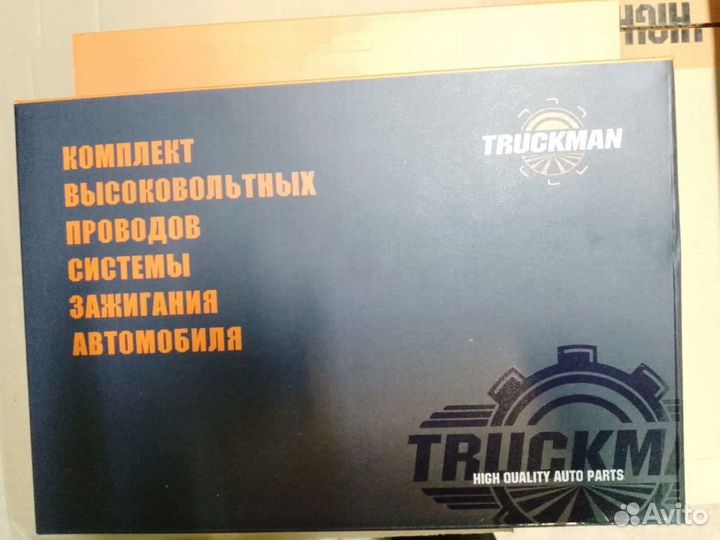 HIGH
TRUCKMAN
КОМПЛЕКТ
ВЫСОКОВОЛЬТНЫХ
ПРОВОДОВ
СИСТЕМЫ
ЗАЖИГАНИЯ
АВТОМОБИЛЯ
TRUCKMA
HIGH QUALITY AUTO PARTS
Avito